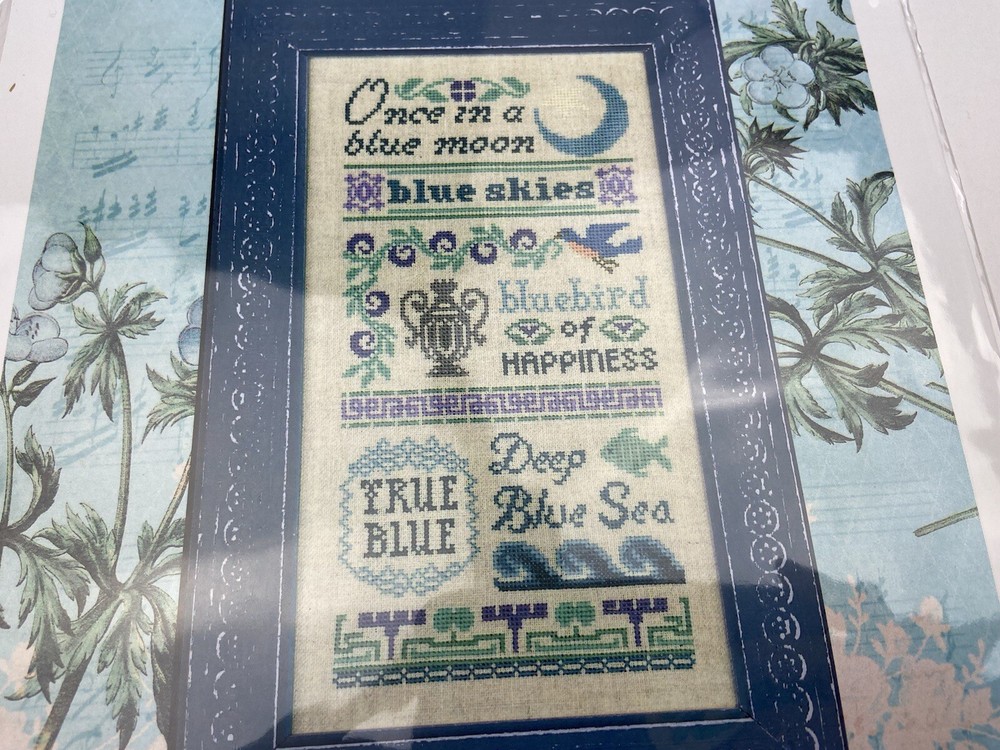 Once in a
blue moon
blue skies
bluebird
of
HAPPINESS
TRUE
BLUE
Deep
Blue Sea